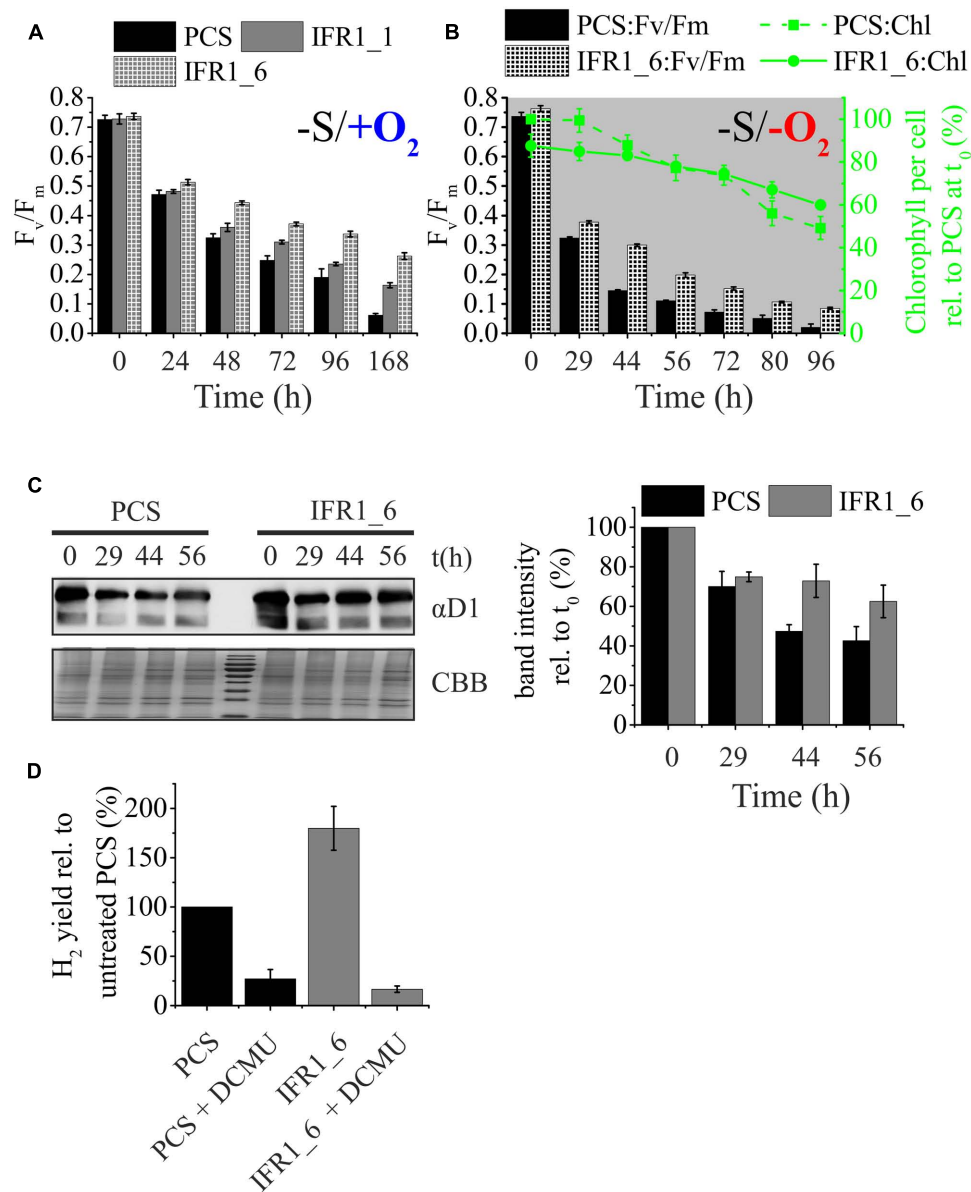 A
PCS
IFR1_1
IFR1_6
-S/+O2
Fv/Fm
0.8
0.7
0.6
0.5
0.4
0.3
0.2
0.1
0.0
0 24 48 72 96 168
Time (h)
B
PCS:Fv/Fm
PCS:Chl
IFR1_6:Fv/Fm
IFR1_6:Chl
-S/-O2
Fv/Fm
0.8
0.7
0.6
0.5
0.4
0.3
0.2
0.1
0.0
100
80
60
40
20
0
Chlorophyll per cell
rel. to PCS at t0 (%)
0 29 44 56 72 80 96
Time (h)
C
PCS
IFR1_6
0 29 44 56
0 29 44 56
t(h)
αD1
CBB
PCS
IFR1_6
band intensity
rel. to t0 (%)
100
80
60
40
20
0
0 29 44 56
Time (h)
D
H2 yield rel. to
untreated PCS (%)
200
150
100
50
0
PCS
PCS + DCMU
IFR1_6
IFR1_6 + DCMU